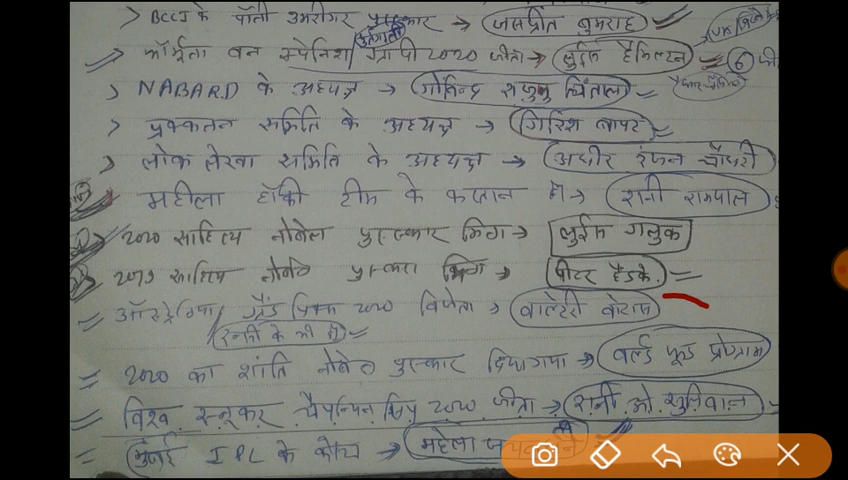 > BCCI के पॉली उमरीगर पुरस्कार → जसप्रीत बुमराह
फॉर्मूला वन स्पेनिश ग्रा पी 2020 जीता → लुईस हैमिल्टन 6
> NABARD के अध्यक्ष → गोविन्द राजुलु चिंताला
> प्रक्कलन समिति के अध्यक्ष → गिरिश बापट
> लोक लेखा समिति के अध्यक्ष → अधीर रंजन चौधरी
महीला हॉकी टीम के कप्तान है → रानी रामपाल
2020 साहित्य नोबेल पुरस्कार मिला → लुईस गलुक
2019 साहित्य नोबेल पुरस्कार मिला → पीटर हैंडके
ऑस्ट्रेलिया ग्रैंड प्रिक्स 2020 विजेता → वाल्टेरी बोटास
2020 का शांति नोबेल पुरस्कार दिया गया → वर्ल्ड फूड प्रोग्राम
विश्व स्नूकर चैंपियनशिप 2020 जीता → रानी ओ सुलिवान
मुंबई IPL के कोच → महेला